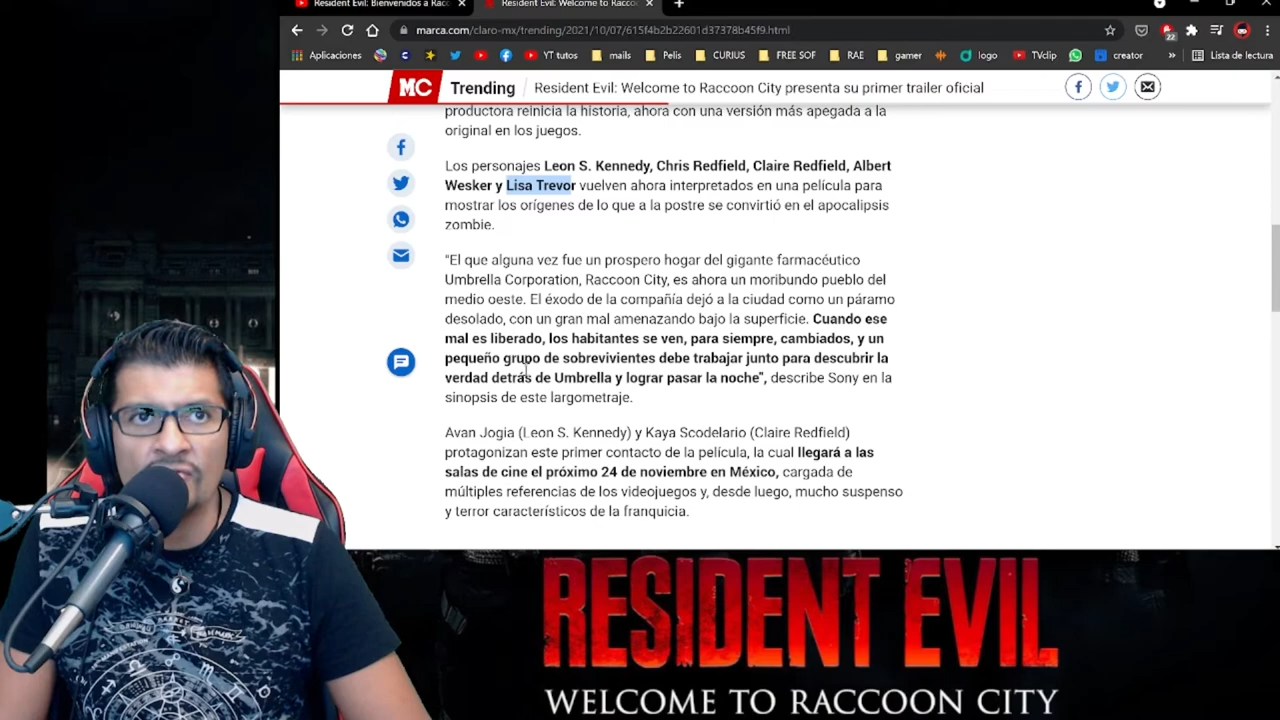 Resident Evil: Bienvenidos a Racc
Resident Evil: Welcome to Racco
marca.com/claro-mx/trending/2021/10/07/615f4b2b22601d37378b45f9.html
22
Aplicaciones
YT tutos
mails
Pelis
CURIUS
FREE SOF
RAE
gamer
logo
TVclip
creator
»
Lista de lectura
MC Trending Resident Evil: Welcome to Raccoon City presenta su primer trailer oficial
productora reinicia la historia, ahora con una versión más apegada a la
original en los juegos.
Los personajes Leon S. Kennedy, Chris Redfield, Claire Redfield, Albert
Wesker y Lisa Trevor vuelven ahora interpretados en una película para
mostrar los orígenes de lo que a la postre se convirtió en el apocalipsis
zombie.
"El que alguna vez fue un prospero hogar del gigante farmacéutico
Umbrella Corporation, Raccoon City, es ahora un moribundo pueblo del
medio oeste. El éxodo de la compañía dejó a la ciudad como un páramo
desolado, con un gran mal amenazando bajo la superficie. Cuando ese
mal es liberado, los habitantes se ven, para siempre, cambiados, y un
pequeño grupo de sobrevivientes debe trabajar junto para descubrir la
verdad detrás de Umbrella y lograr pasar la noche", describe Sony en la
sinopsis de este largometraje.
Avan Jogia (Leon S. Kennedy) y Kaya Scodelario (Claire Redfield)
protagonizan este primer contacto de la película, la cual llegará a las
salas de cine el próximo 24 de noviembre en México, cargada de
múltiples referencias de los videojuegos y, desde luego, mucho suspenso
y terror característicos de la franquicia.
RESIDENT EVIL
WELCOME TO RACCOON CITY